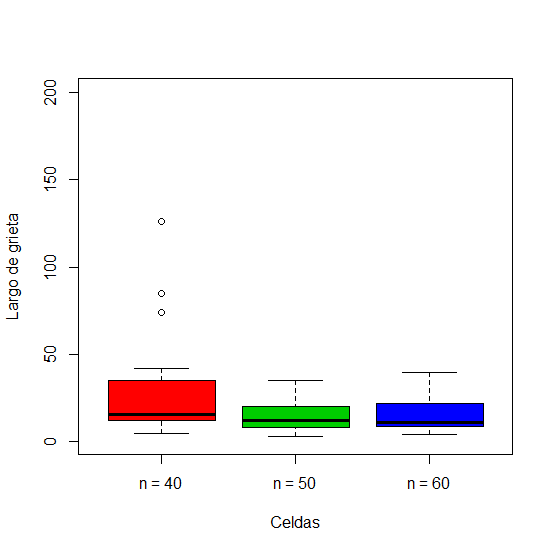 Largo de grieta
200
150
100
50
0
n = 40
n = 50
n = 60
Celdas